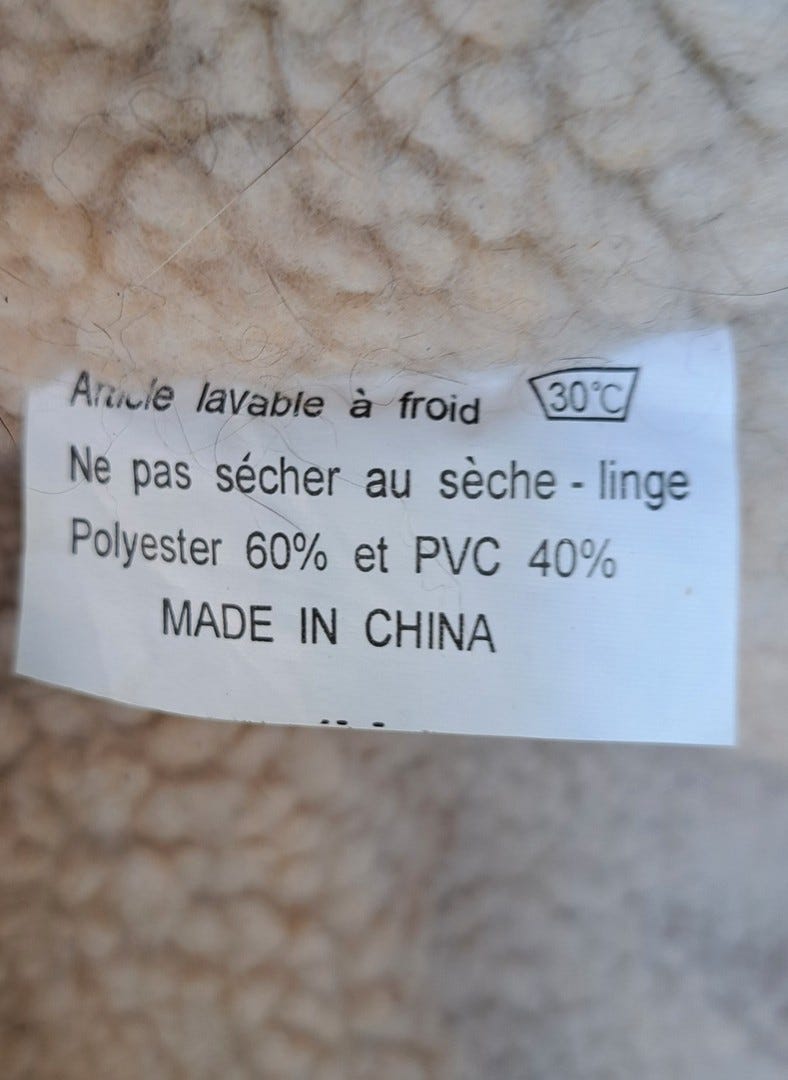 Article lavable à froid 30°C
Ne pas sécher au sèche - linge
Polyester 60% et PVC 40%
MADE IN CHINA